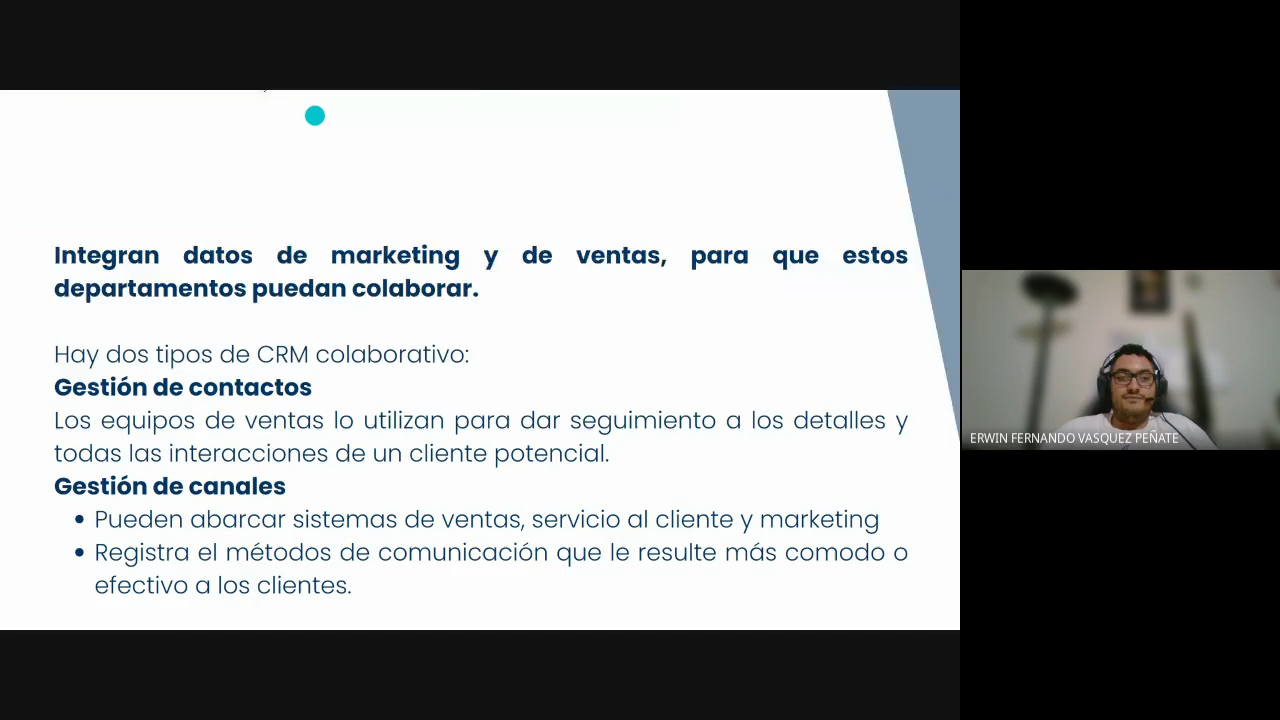 Integran datos de marketing y de ventas, para que estos
departamentos puedan colaborar.
Hay dos tipos de CRM colaborativo:
Gestión de contactos
Los equipos de ventas lo utilizan para dar seguimiento a los detalles y
todas las interacciones de un cliente potencial.
Gestión de canales
• Pueden abarcar sistemas de ventas, servicio al cliente y marketing
• Registra el métodos de comunicación que le resulte más comodo o
efectivo a los clientes.
ERWIN FERNANDO VASQUEZ PEÑATE